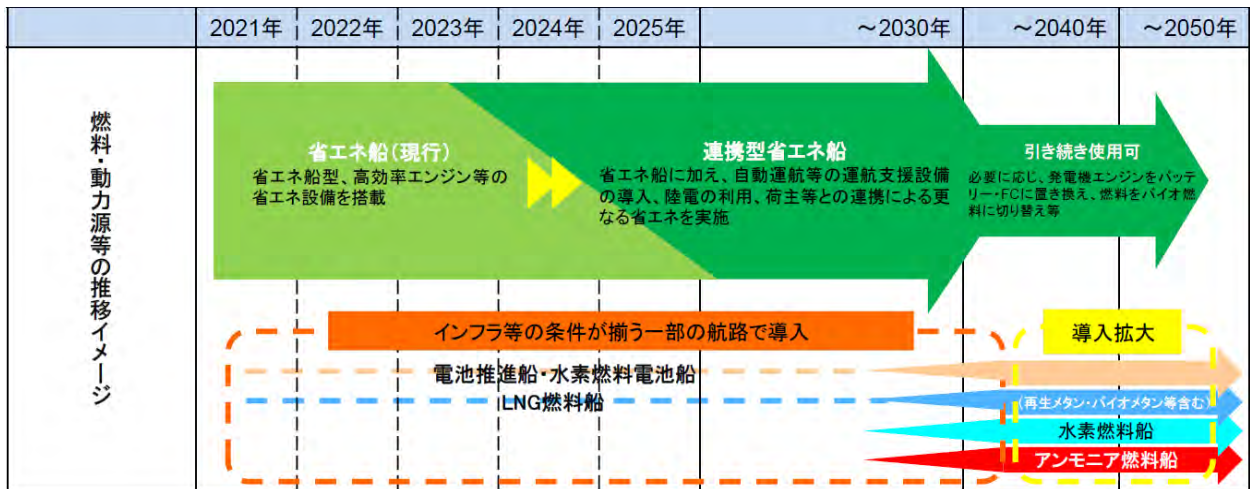 2021年 2022年 2023年 2024年 2025年 ～2030年 ～2040年 ～2050年
燃料・動力源等の推移イメージ
省エネ船(現行)
省エネ船型、高効率エンジン等の
省エネ設備を搭載
連携型省エネ船
省エネ船に加え、自動運航等の運航支援設備
の導入、陸電の利用、荷主等との連携による更
なる省エネを実施
引き続き使用可
必要に応じ、発電機エンジンをバッテ
リー・FCに置き換え、燃料をバイオ燃
料に切り替え等
インフラ等の条件が揃う一部の航路で導入
導入拡大
電池推進船・水素燃料電池船
LNG燃料船
(再生メタン・バイオメタン等含む)
水素燃料船
アンモニア燃料船